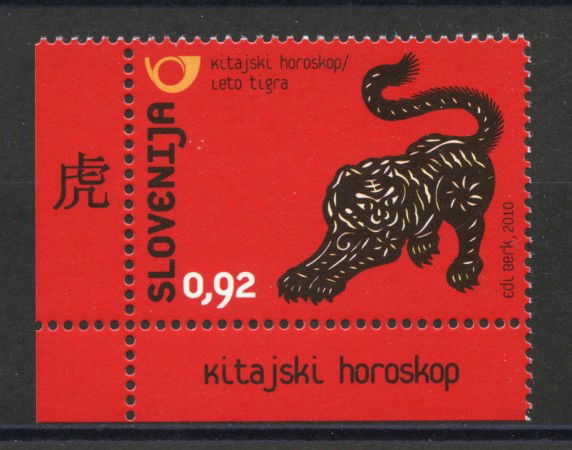 kitajski horoskop/
Leto tigra
SLOVENIJA
虎
0,92
Edi Berk, 2010
kitajski horoskop